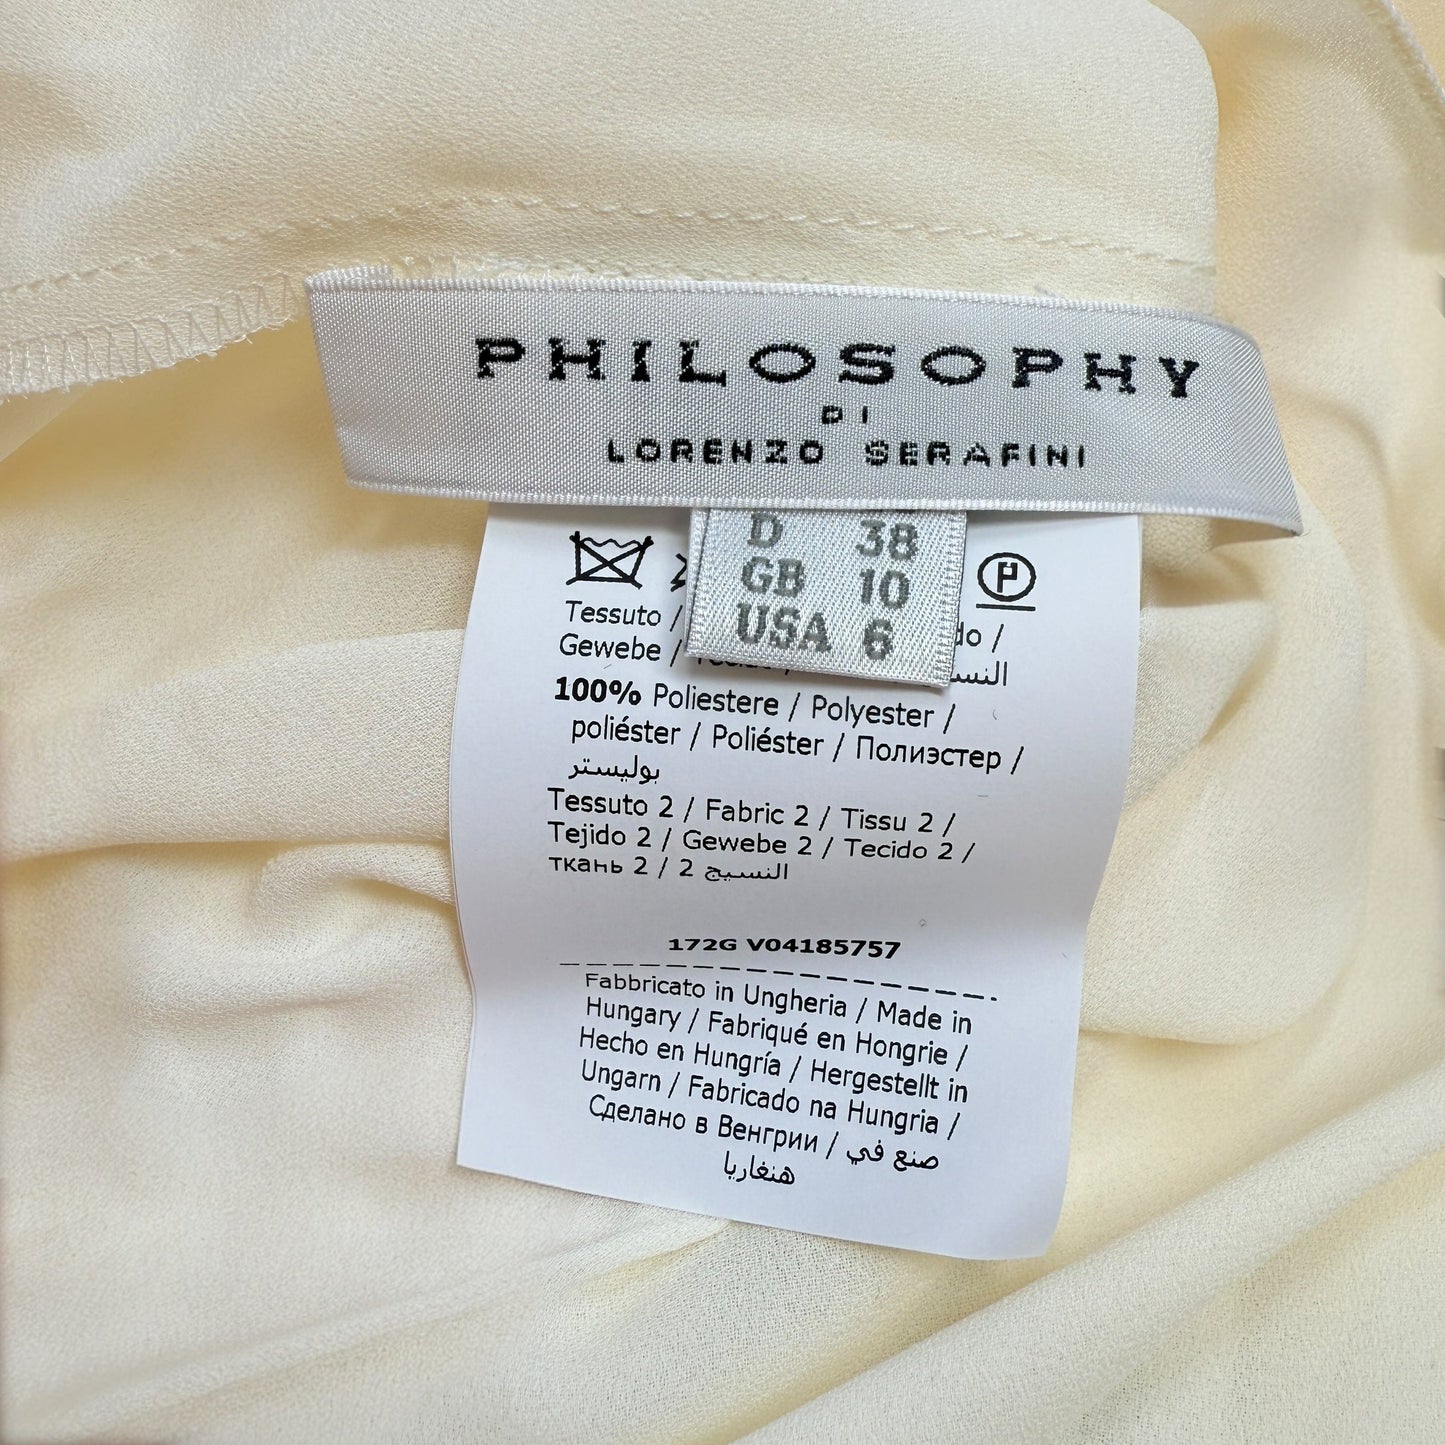 PHILOSOPHY
DI
LORENZO SERAFINI
D 38
GB 10
USA 6
P
Tessuto /
Gewebe /
100% Poliestere / Polyester /
poliéster / Poliéster / Полиэстер /
بوليستر
Tessuto 2 / Fabric 2 / Tissu 2 /
Tejido 2 / Gewebe 2 / Tecido 2 /
ткань 2 / النسيج 2
172G V04185757
Fabbricato in Ungheria / Made in
Hungary / Fabriqué en Hongrie /
Hecho en Hungría / Hergestellt in
Ungarn / Fabricado na Hungria /
Сделано в Венгрии / صنع في
هنغاريا